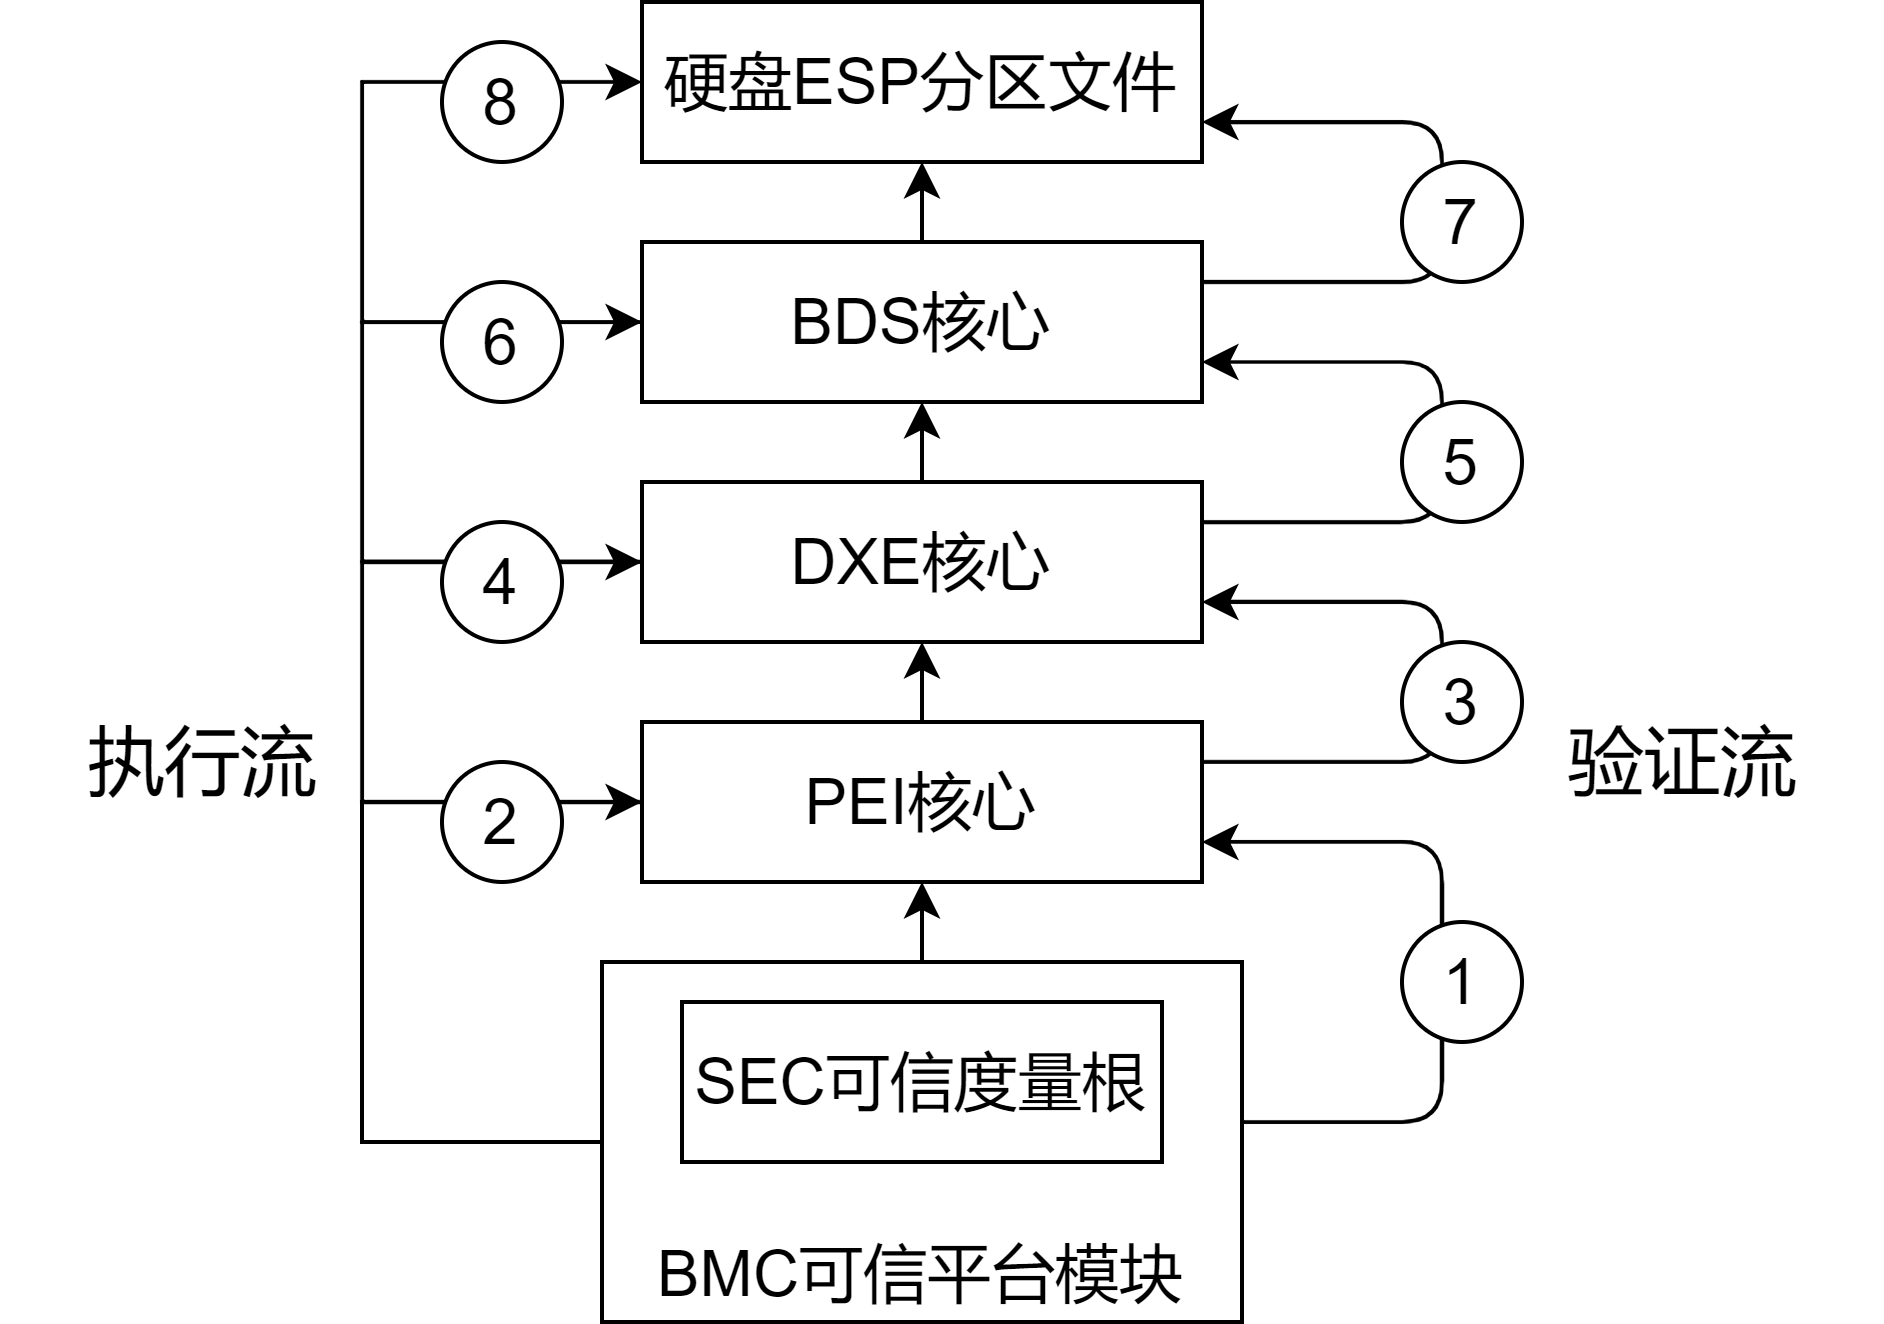 硬盘ESP分区文件
8
7
BDS核心
6
5
DXE核心
4
3
执行流
验证流
PEI核心
2
1
SEC可信度量根
BMC可信平台模块